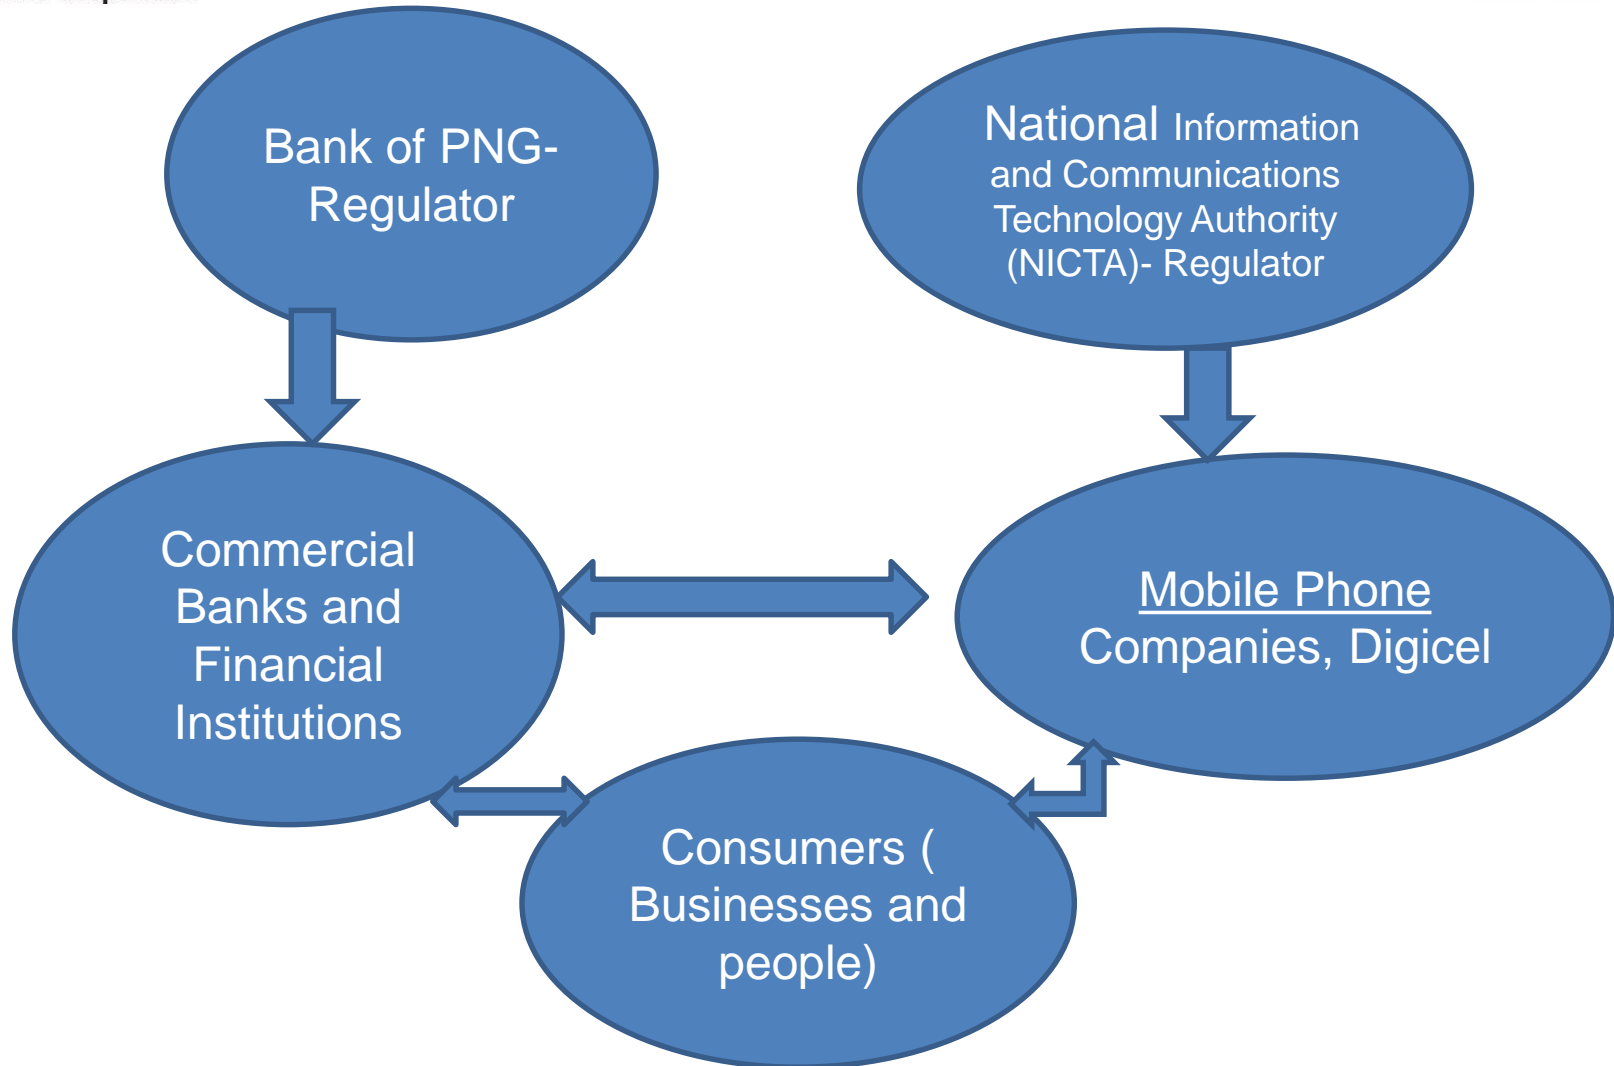 Bank of PNG-
Regulator
National Information
and Communications
Technology Authority
(NICTA)- Regulator
Commercial
Banks and
Financial
Institutions
Mobile Phone
Companies, Digicel
Consumers (
Businesses and
people)